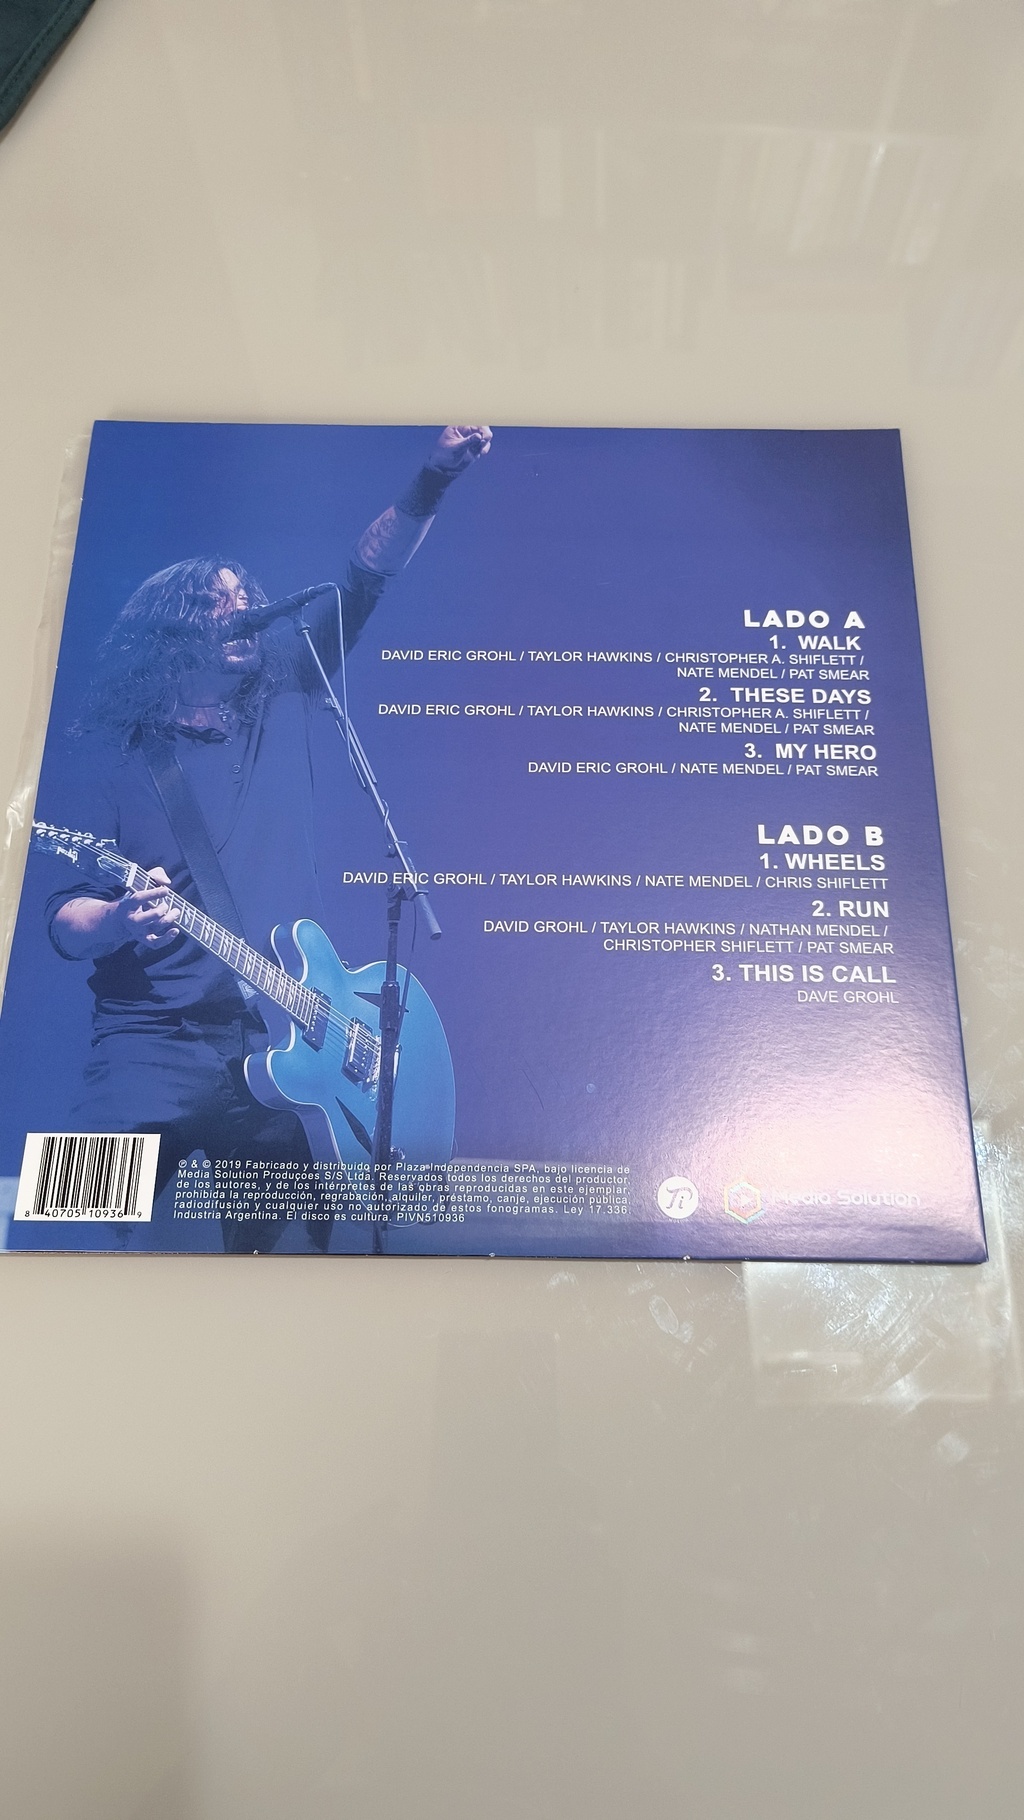 LADO A
1. WALK
DAVID ERIC GROHL / TAYLOR HAWKINS / CHRISTOPHER A. SHIFLETT /
NATE MENDEL / PAT SMEAR
2. THESE DAYS
DAVID ERIC GROHL / TAYLOR HAWKINS / CHRISTOPHER A. SHIFLETT /
NATE MENDEL / PAT SMEAR
3. MY HERO
DAVID ERIC GROHL / NATE MENDEL / PAT SMEAR
LADO B
1. WHEELS
DAVID ERIC GROHL / TAYLOR HAWKINS / NATE MENDEL / CHRIS SHIFLETT
2. RUN
DAVID GROHL / TAYLOR HAWKINS / NATHAN MENDEL /
CHRISTOPHER SHIFLETT / PAT SMEAR
3. THIS IS CALL
DAVE GROHL
8 40705 10936 9
℗ & © 2019 Fabricado y distribuido por Plaza Independencia SPA, bajo licencia de
Media Solution Produçoes S/S Ltda. Reservados todos los derechos del productor,
de los autores, y de los intérpretes de las obras reproducidas en este ejemplar,
prohibida la reproducción, regrabación, alquiler, préstamo, canje, ejecución pública,
radiodifusión y cualquier uso no autorizado de estos fonogramas. Ley 17.336.
Industria Argentina. El disco es cultura. PIVN510936
Media Solution